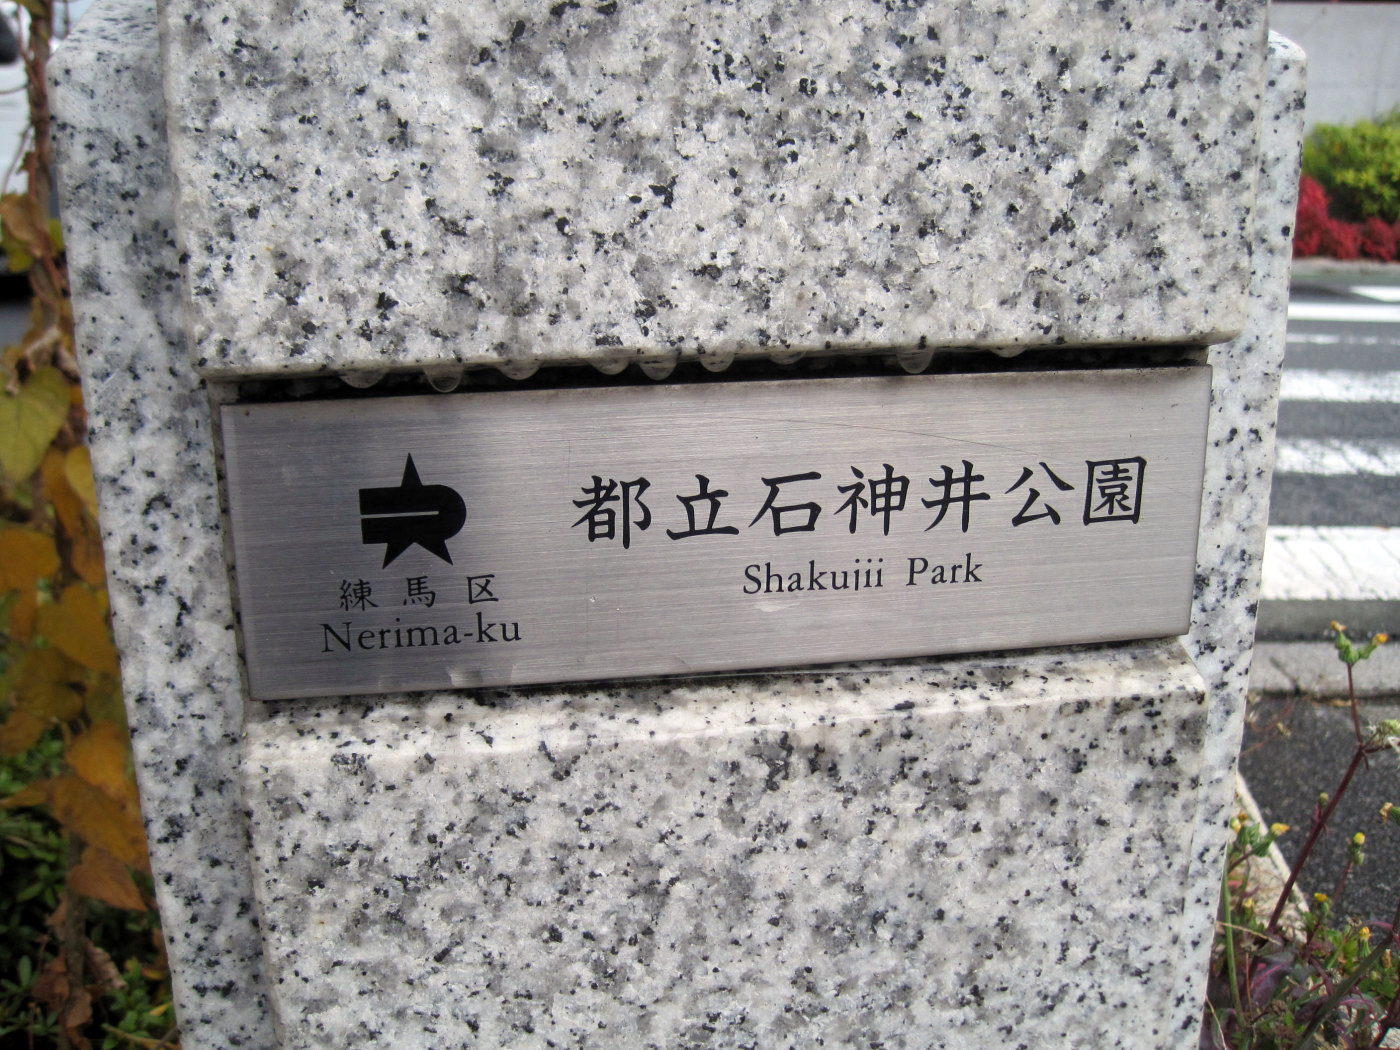 都立石神井公園
Shakujii Park
練馬区
Nerima-ku